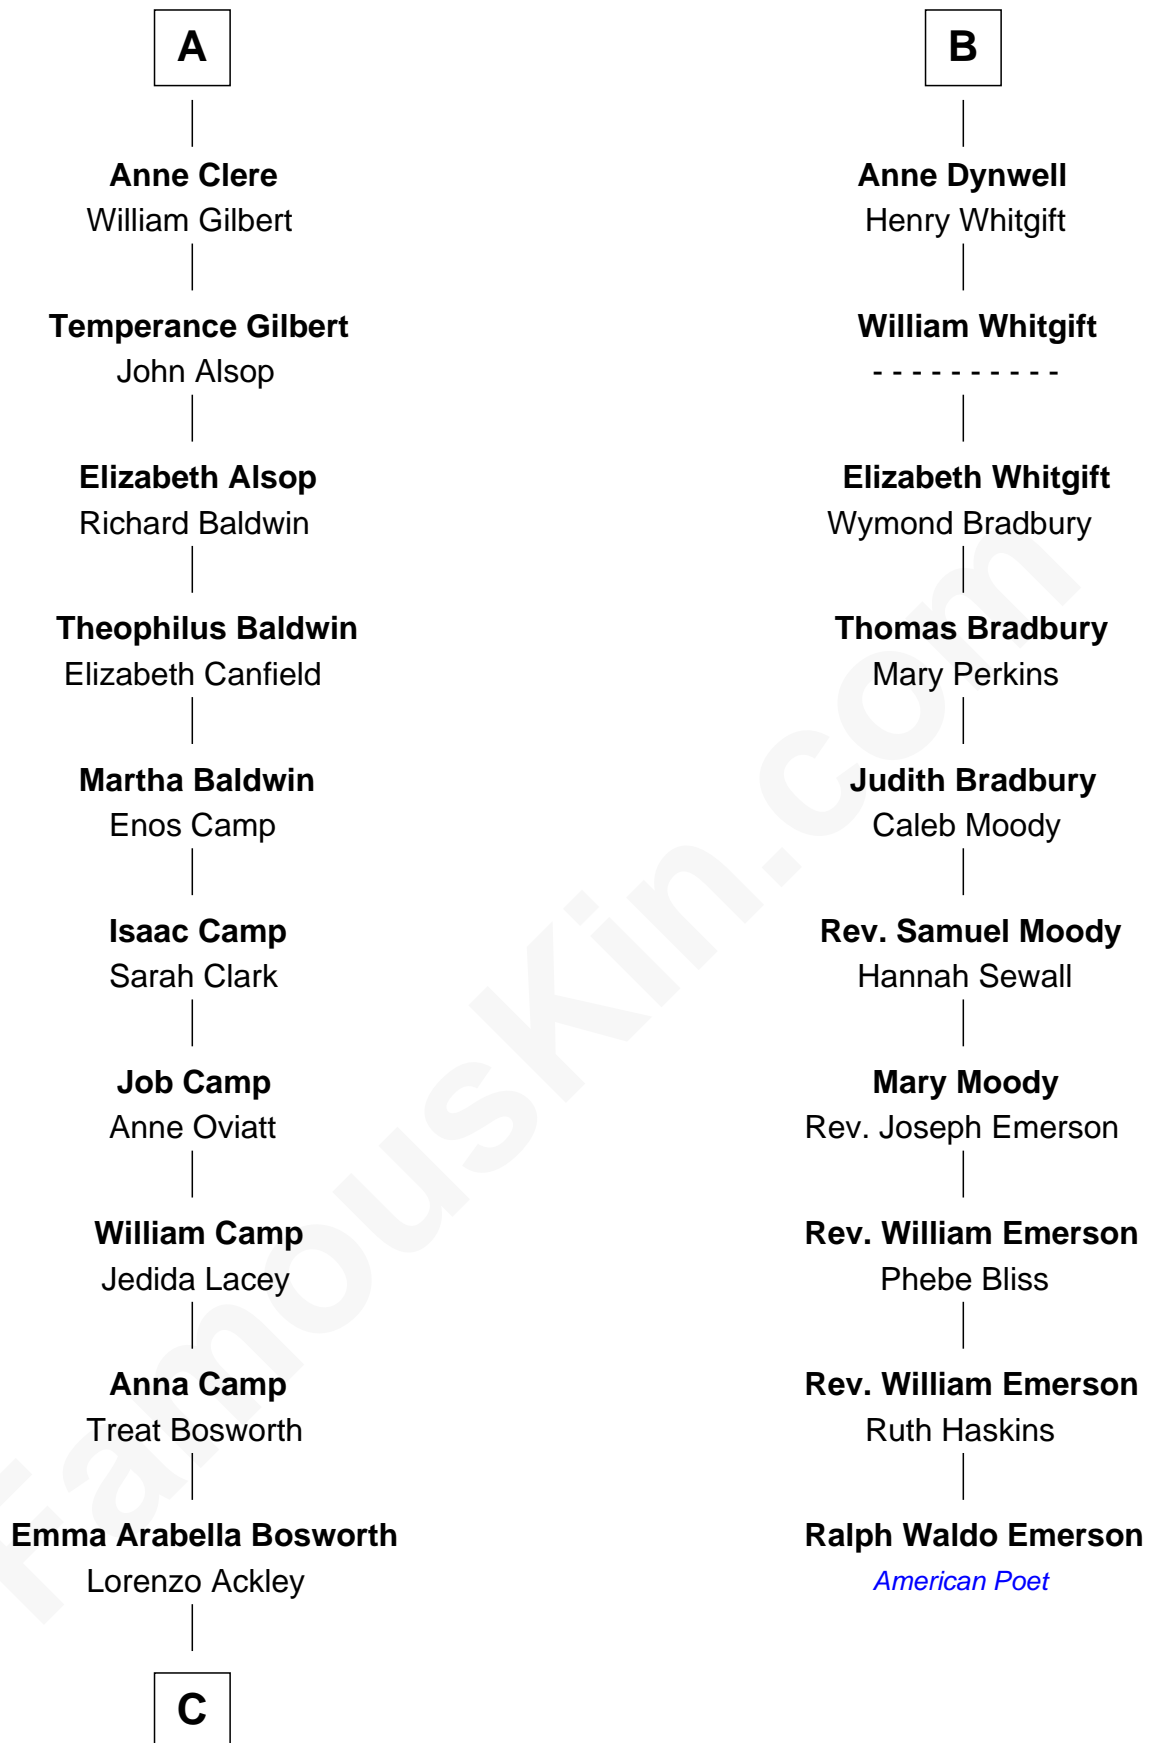 A
Anne Clere
William Gilbert
Temperance Gilbert
John Alsop
Elizabeth Alsop
Richard Baldwin
Theophilus Baldwin
Elizabeth Canfield
Martha Baldwin
Enos Camp
Isaac Camp
Sarah Clark
Job Camp
Anne Oviatt
William Camp
Jedida Lacey
Anna Camp
Treat Bosworth
Emma Arabella Bosworth
Lorenzo Ackley
C
B
Anne Dynwell
Henry Whitgift
William Whitgift
- - - - - - - - - -
Elizabeth Whitgift
Wymond Bradbury
Thomas Bradbury
Mary Perkins
Judith Bradbury
Caleb Moody
Rev. Samuel Moody
Hannah Sewall
Mary Moody
Rev. Joseph Emerson
Rev. William Emerson
Phebe Bliss
Rev. William Emerson
Ruth Haskins
Ralph Waldo Emerson
American Poet
FamousKin.com